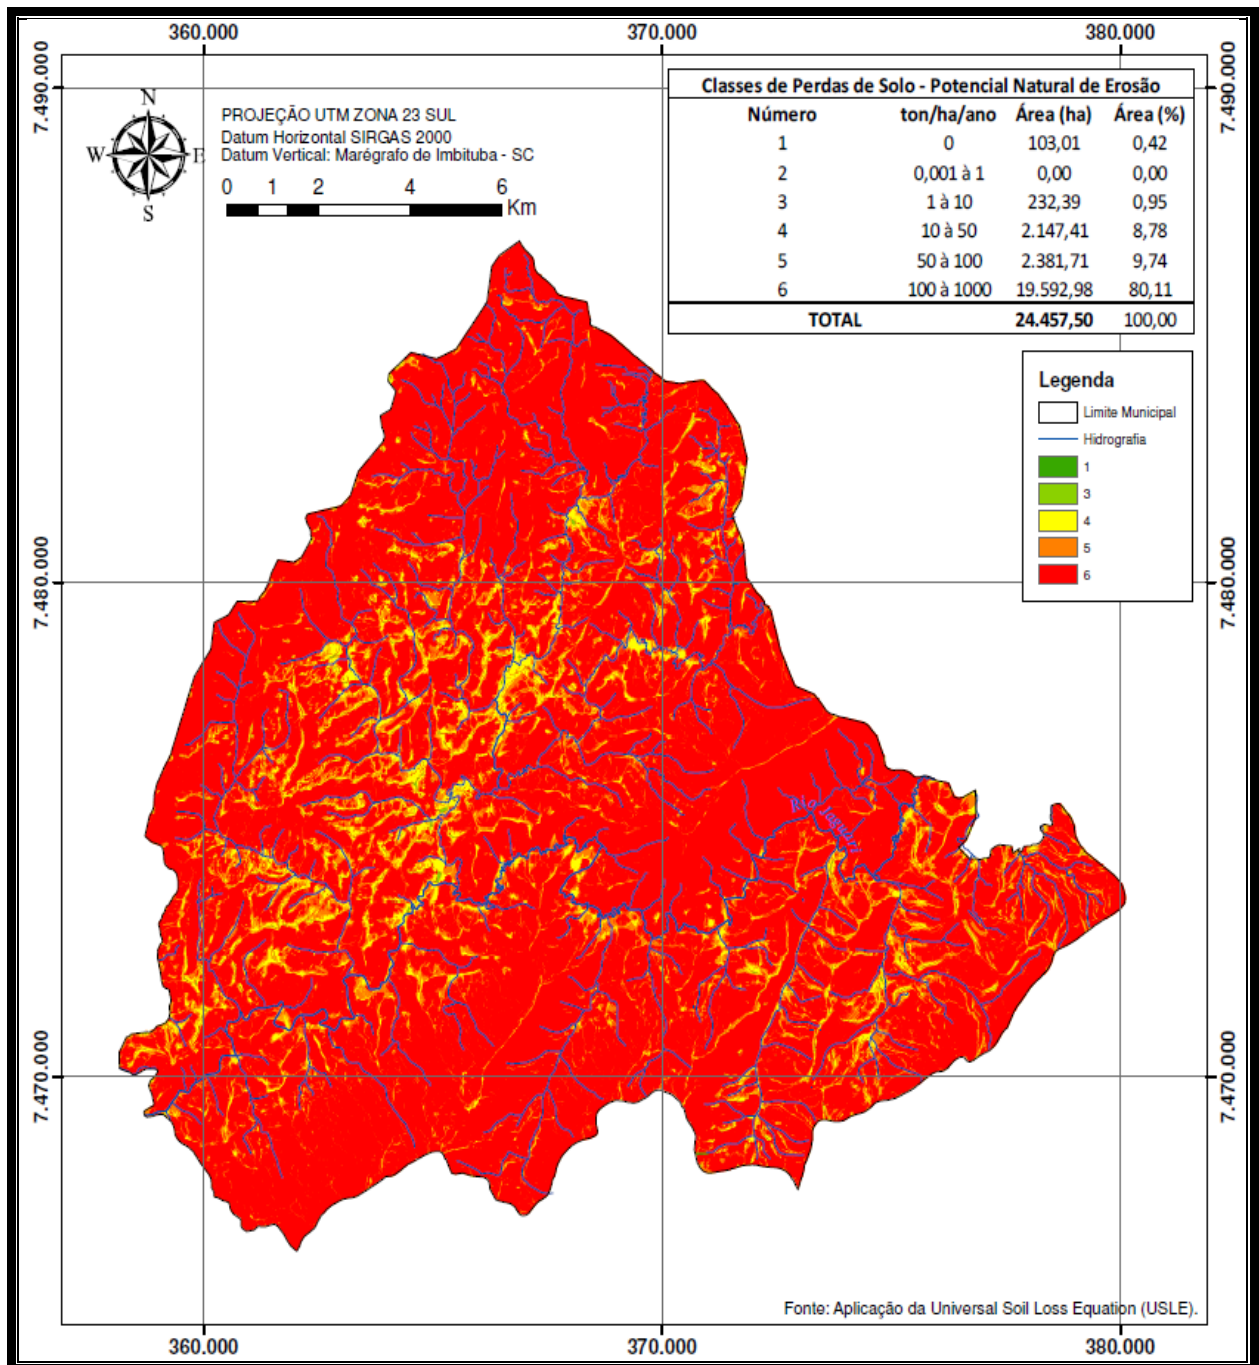 360.000 370.000 380.000
7.490.000 7.490.000
N
W E
S
PROJEÇÃO UTM ZONA 23 SUL
Datum Horizontal SIRGAS 2000
Datum Vertical: Marégrafo de Imbituba - SC
0 1 2 4 6
Km
Classes de Perdas de Solo - Potencial Natural de Erosão
Número ton/ha/ano Área (ha) Área (%)
1 0 103,01 0,42
2 0,001 à 1 0,00 0,00
3 1 à 10 232,39 0,95
4 10 à 50 2.147,41 8,78
5 50 à 100 2.381,71 9,74
6 100 à 1000 19.592,98 80,11
TOTAL 24.457,50 100,00
Legenda
Limite Municipal
Hidrografia
1
3
4
5
6
7.480.000 7.480.000
Rio Jaguari
7.470.000 7.470.000
Fonte: Aplicação da Universal Soil Loss Equation (USLE).
360.000 370.000 380.000